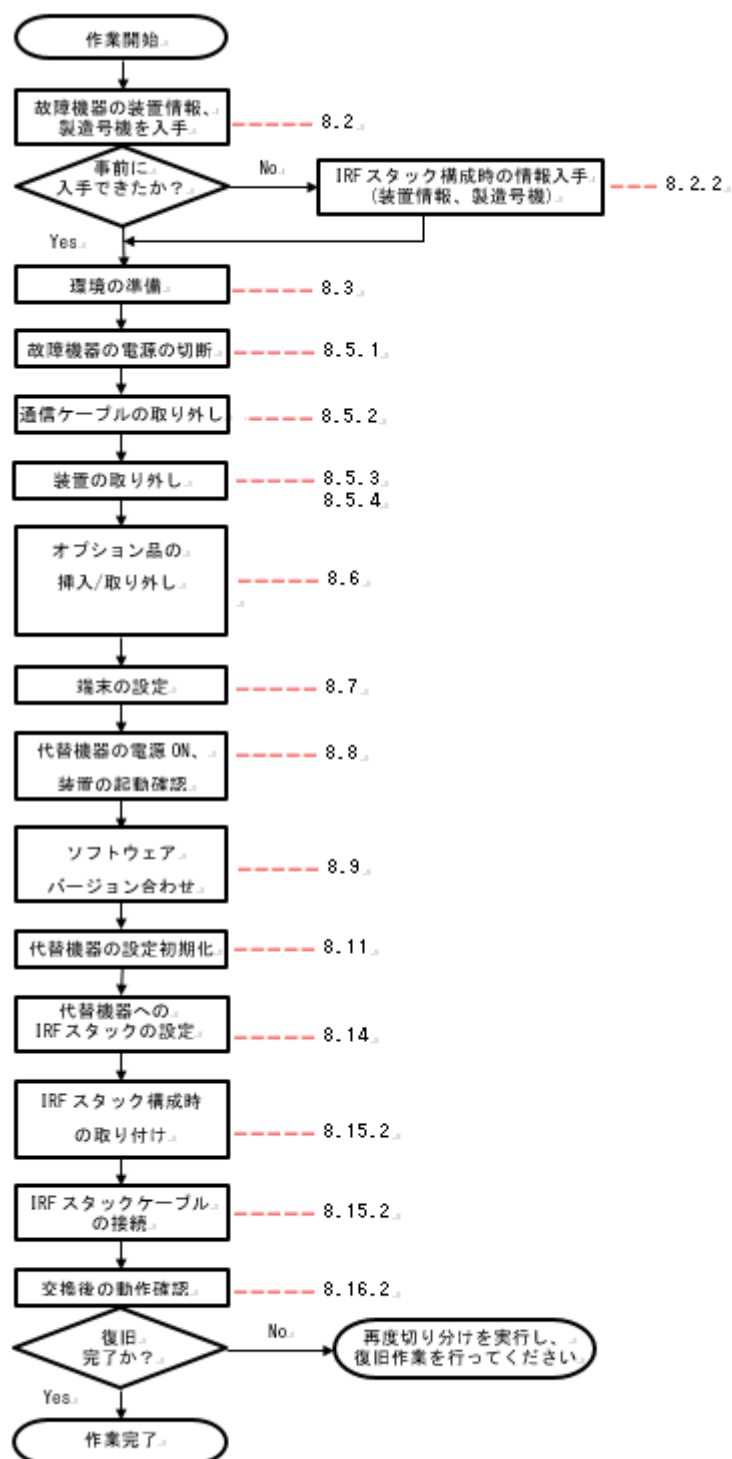 作業開始
故障機器の装置情報、
製造号機を入手
8.2
事前に
入手できたか？
No
IRFスタック構成時の情報入手
(装置情報、製造号機)
8.2.2
Yes
環境の準備
8.3
故障機器の電源の切断
8.5.1
通信ケーブルの取り外し
8.5.2
装置の取り外し
8.5.3
8.5.4
オプション品の
挿入/取り外し
8.6
端末の設定
8.7
代替機器の電源ON、
装置の起動確認
8.8
ソフトウェア
バージョン合わせ
8.9
代替機器の設定初期化
8.11
代替機器への
IRFスタックの設定
8.14
IRFスタック構成時
の取り付け
8.15.2
IRFスタックケーブル
の接続
8.15.2
交換後の動作確認
8.16.2
復旧
完了か？
No
再度切り分けを実行し、
復旧作業を行ってください
Yes
作業完了